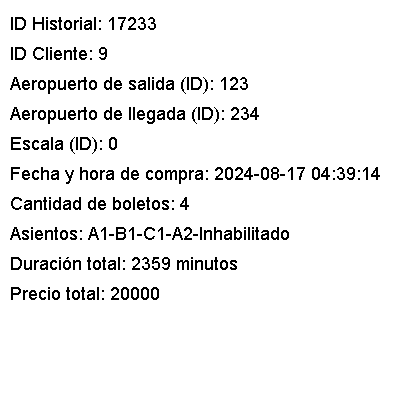 ID Historial: 17233
ID Cliente: 9
Aeropuerto de salida (ID): 123
Aeropuerto de llegada (ID): 234
Escala (ID): 0
Fecha y hora de compra: 2024-08-17 04:39:14
Cantidad de boletos: 4
Asientos: A1-B1-C1-A2-Inhabilitado
Duración total: 2359 minutos
Precio total: 20000